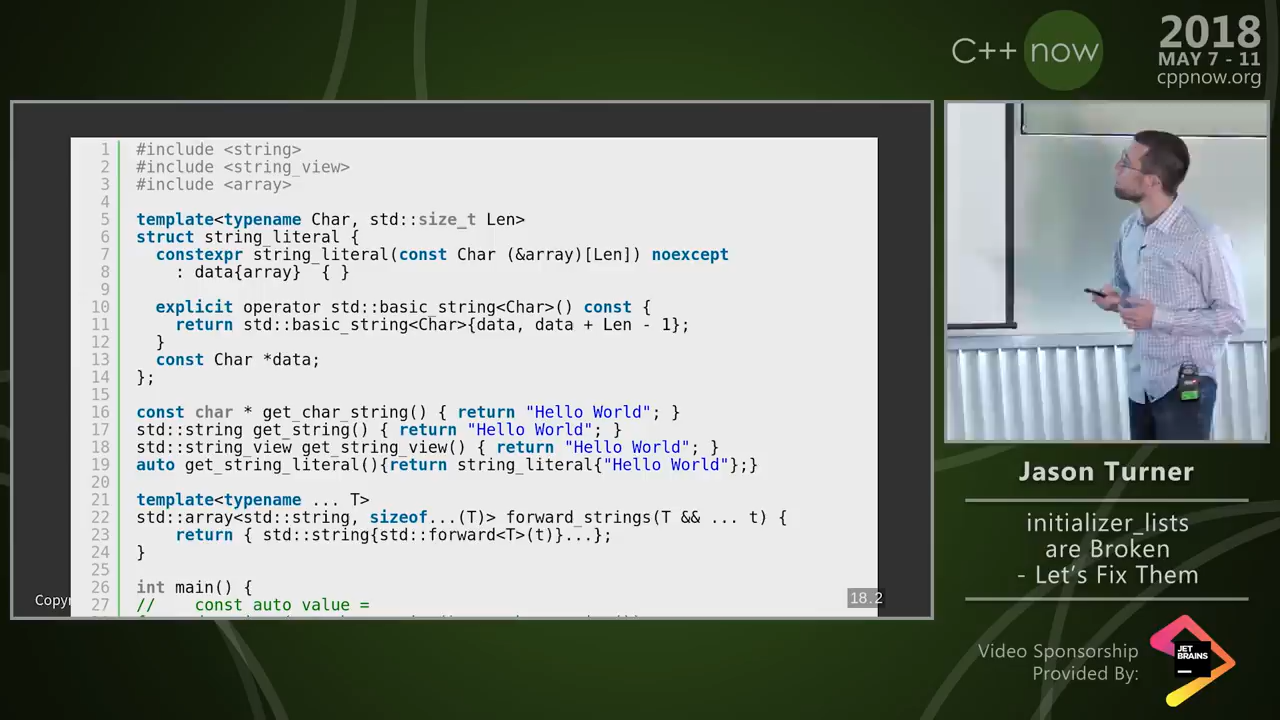 C++ now
2018
MAY 7 - 11
cppnow.org
1 #include <string>
2 #include <string_view>
3 #include <array>
4
5 template<typename Char, std::size_t Len>
6 struct string_literal {
7 constexpr string_literal(const Char (&array)[Len]) noexcept
8 : data{array} { }
9
10 explicit operator std::basic_string<Char>() const {
11 return std::basic_string<Char>{data, data + Len - 1};
12 }
13 const Char *data;
14 };
15
16 const char * get_char_string() { return "Hello World"; }
17 std::string get_string() { return "Hello World"; }
18 std::string_view get_string_view() { return "Hello World"; }
19 auto get_string_literal(){return string_literal{"Hello World"};}
20
21 template<typename ... T>
22 std::array<std::string, sizeof...(T)> forward_strings(T && ... t) {
23 return { std::string{std::forward<T>(t)}...};
24 }
25
26 int main() {
27 // const auto value =
Copyr
18.2
Jason Turner
initializer_lists
are Broken
- Let's Fix Them
Video Sponsorship
Provided By:
JET
BRAINS